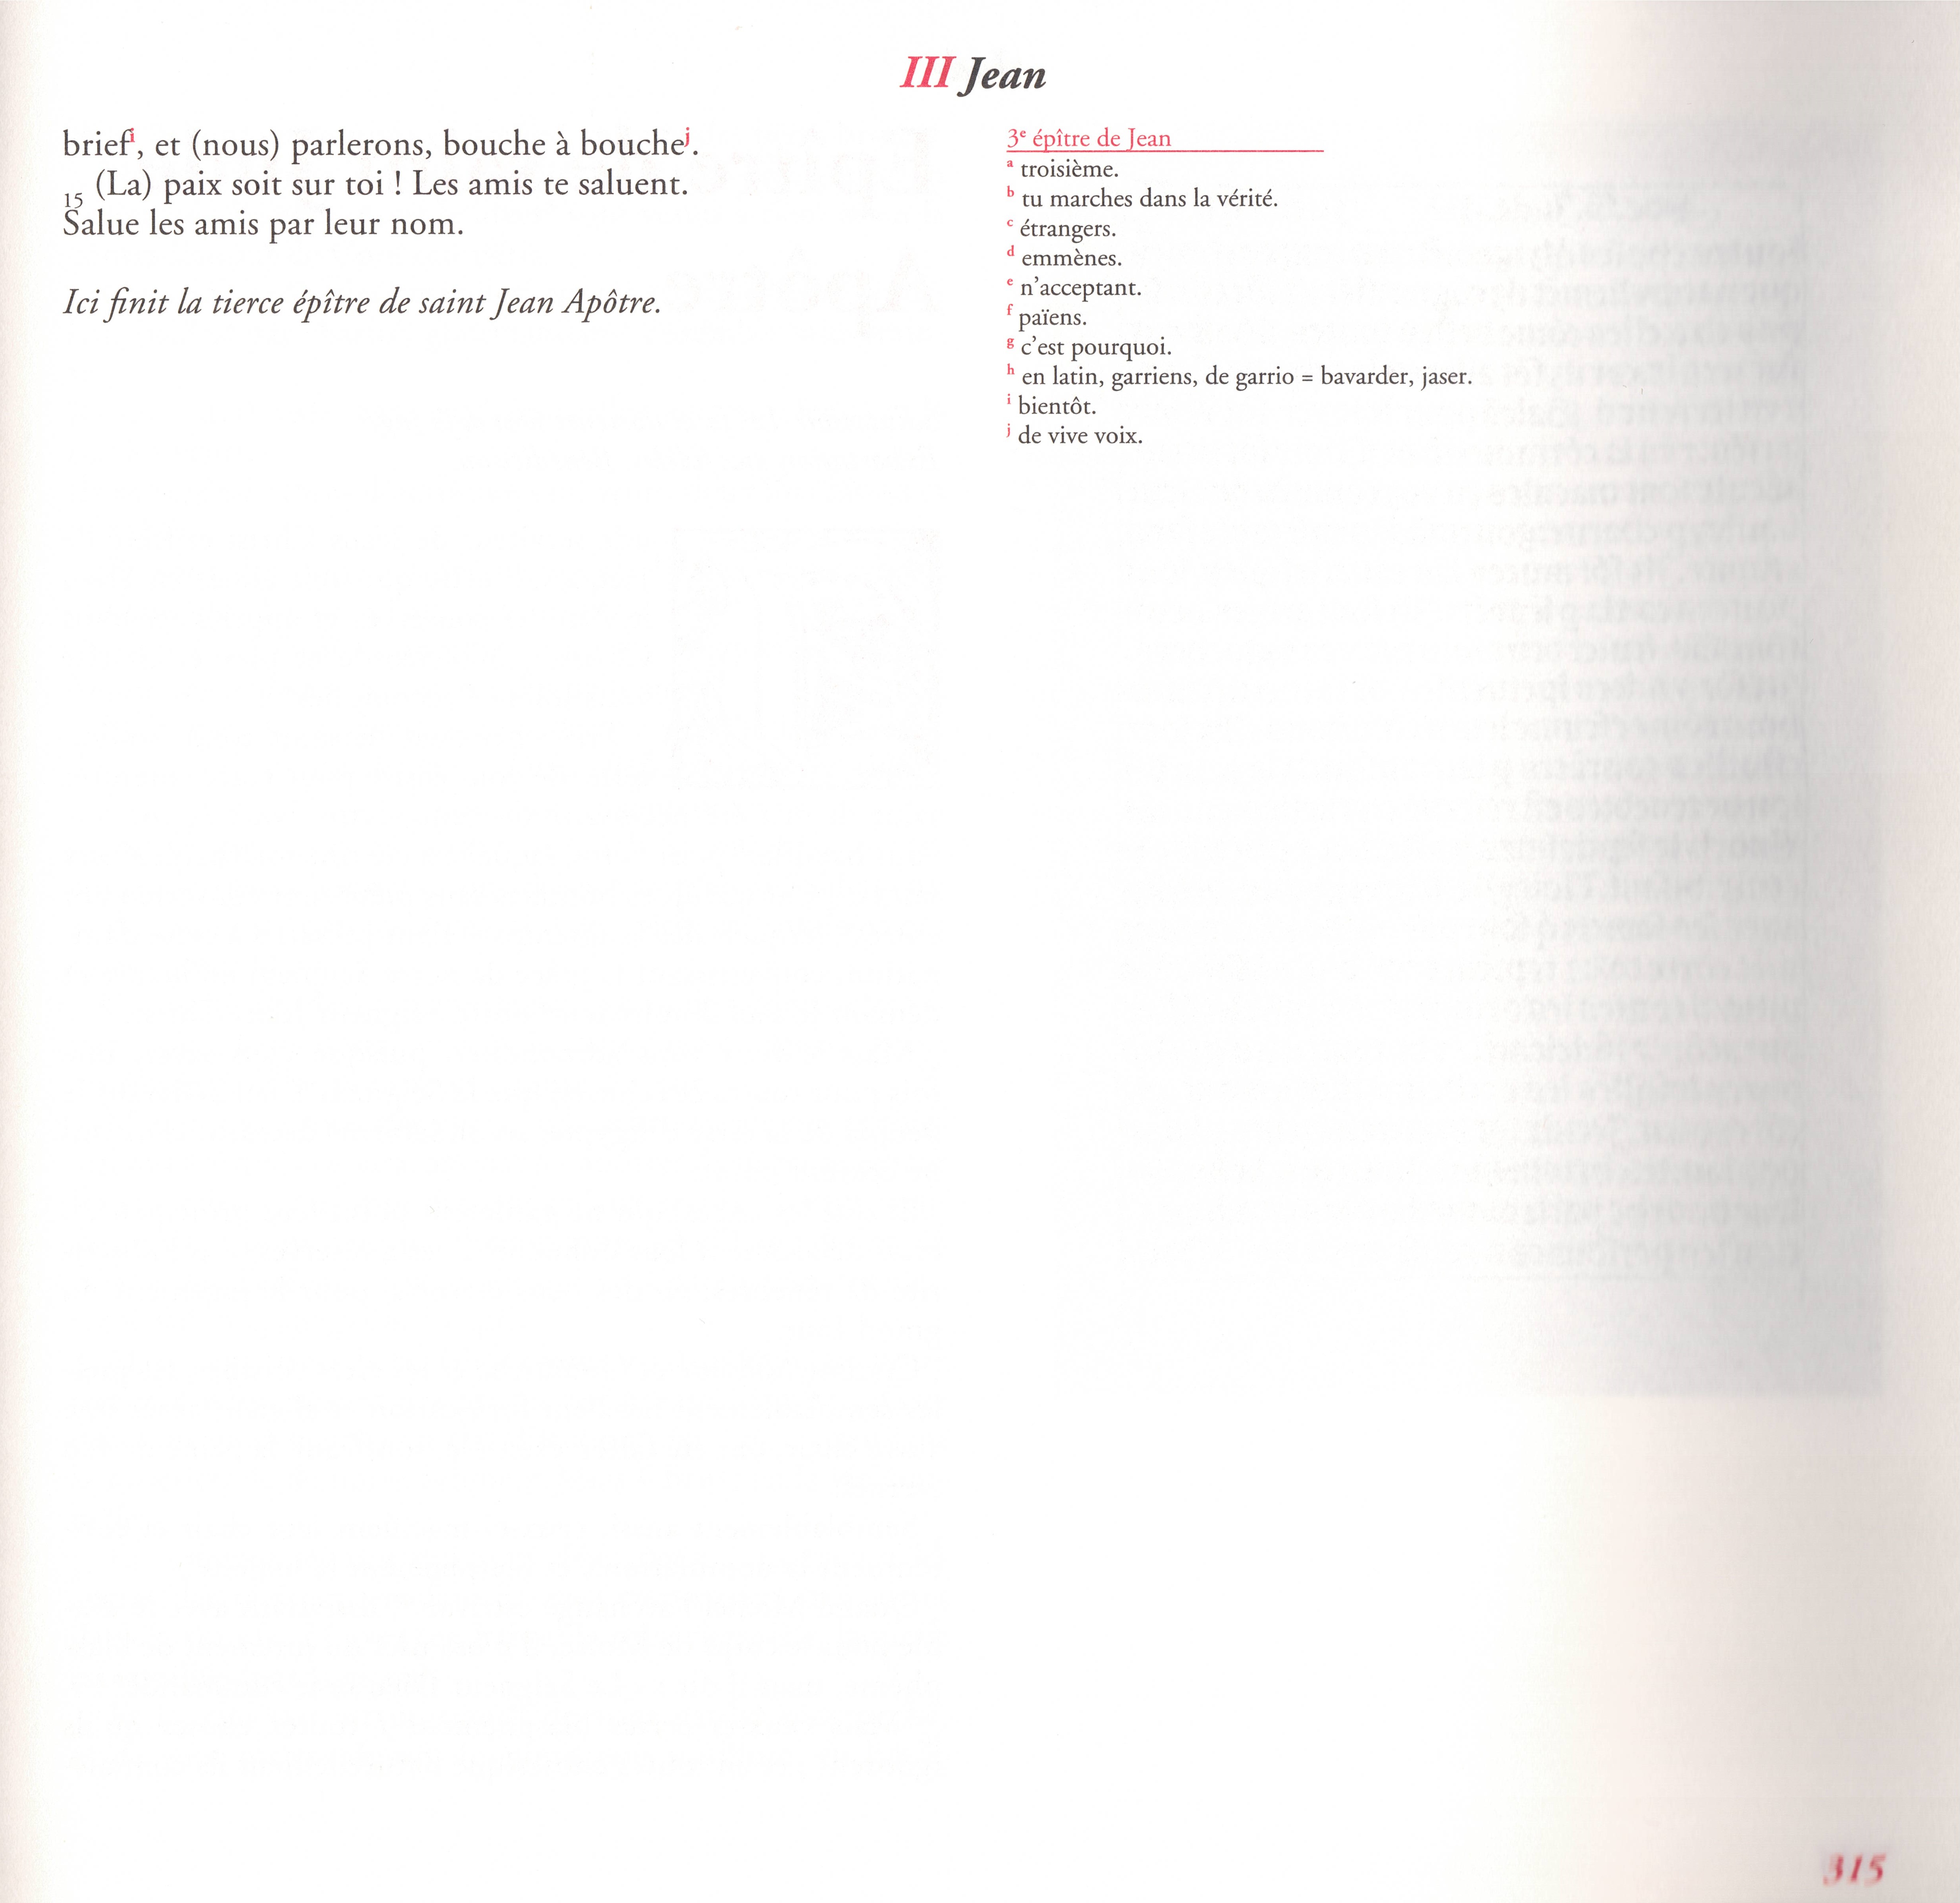 III Jean
brief^i, et (nous) parlerons, bouche à bouche^j.
15 (La) paix soit sur toi ! Les amis te saluent.
Salue les amis par leur nom.
Ici finit la tierce épître de saint Jean Apôtre.
3e épître de Jean
a troisième.
b tu marches dans la vérité.
c étrangers.
d emmènes.
e n’acceptant.
f païens.
g c’est pourquoi.
h en latin, garriens, de garrio = bavarder, jaser.
i bientôt.
j de vive voix.
315